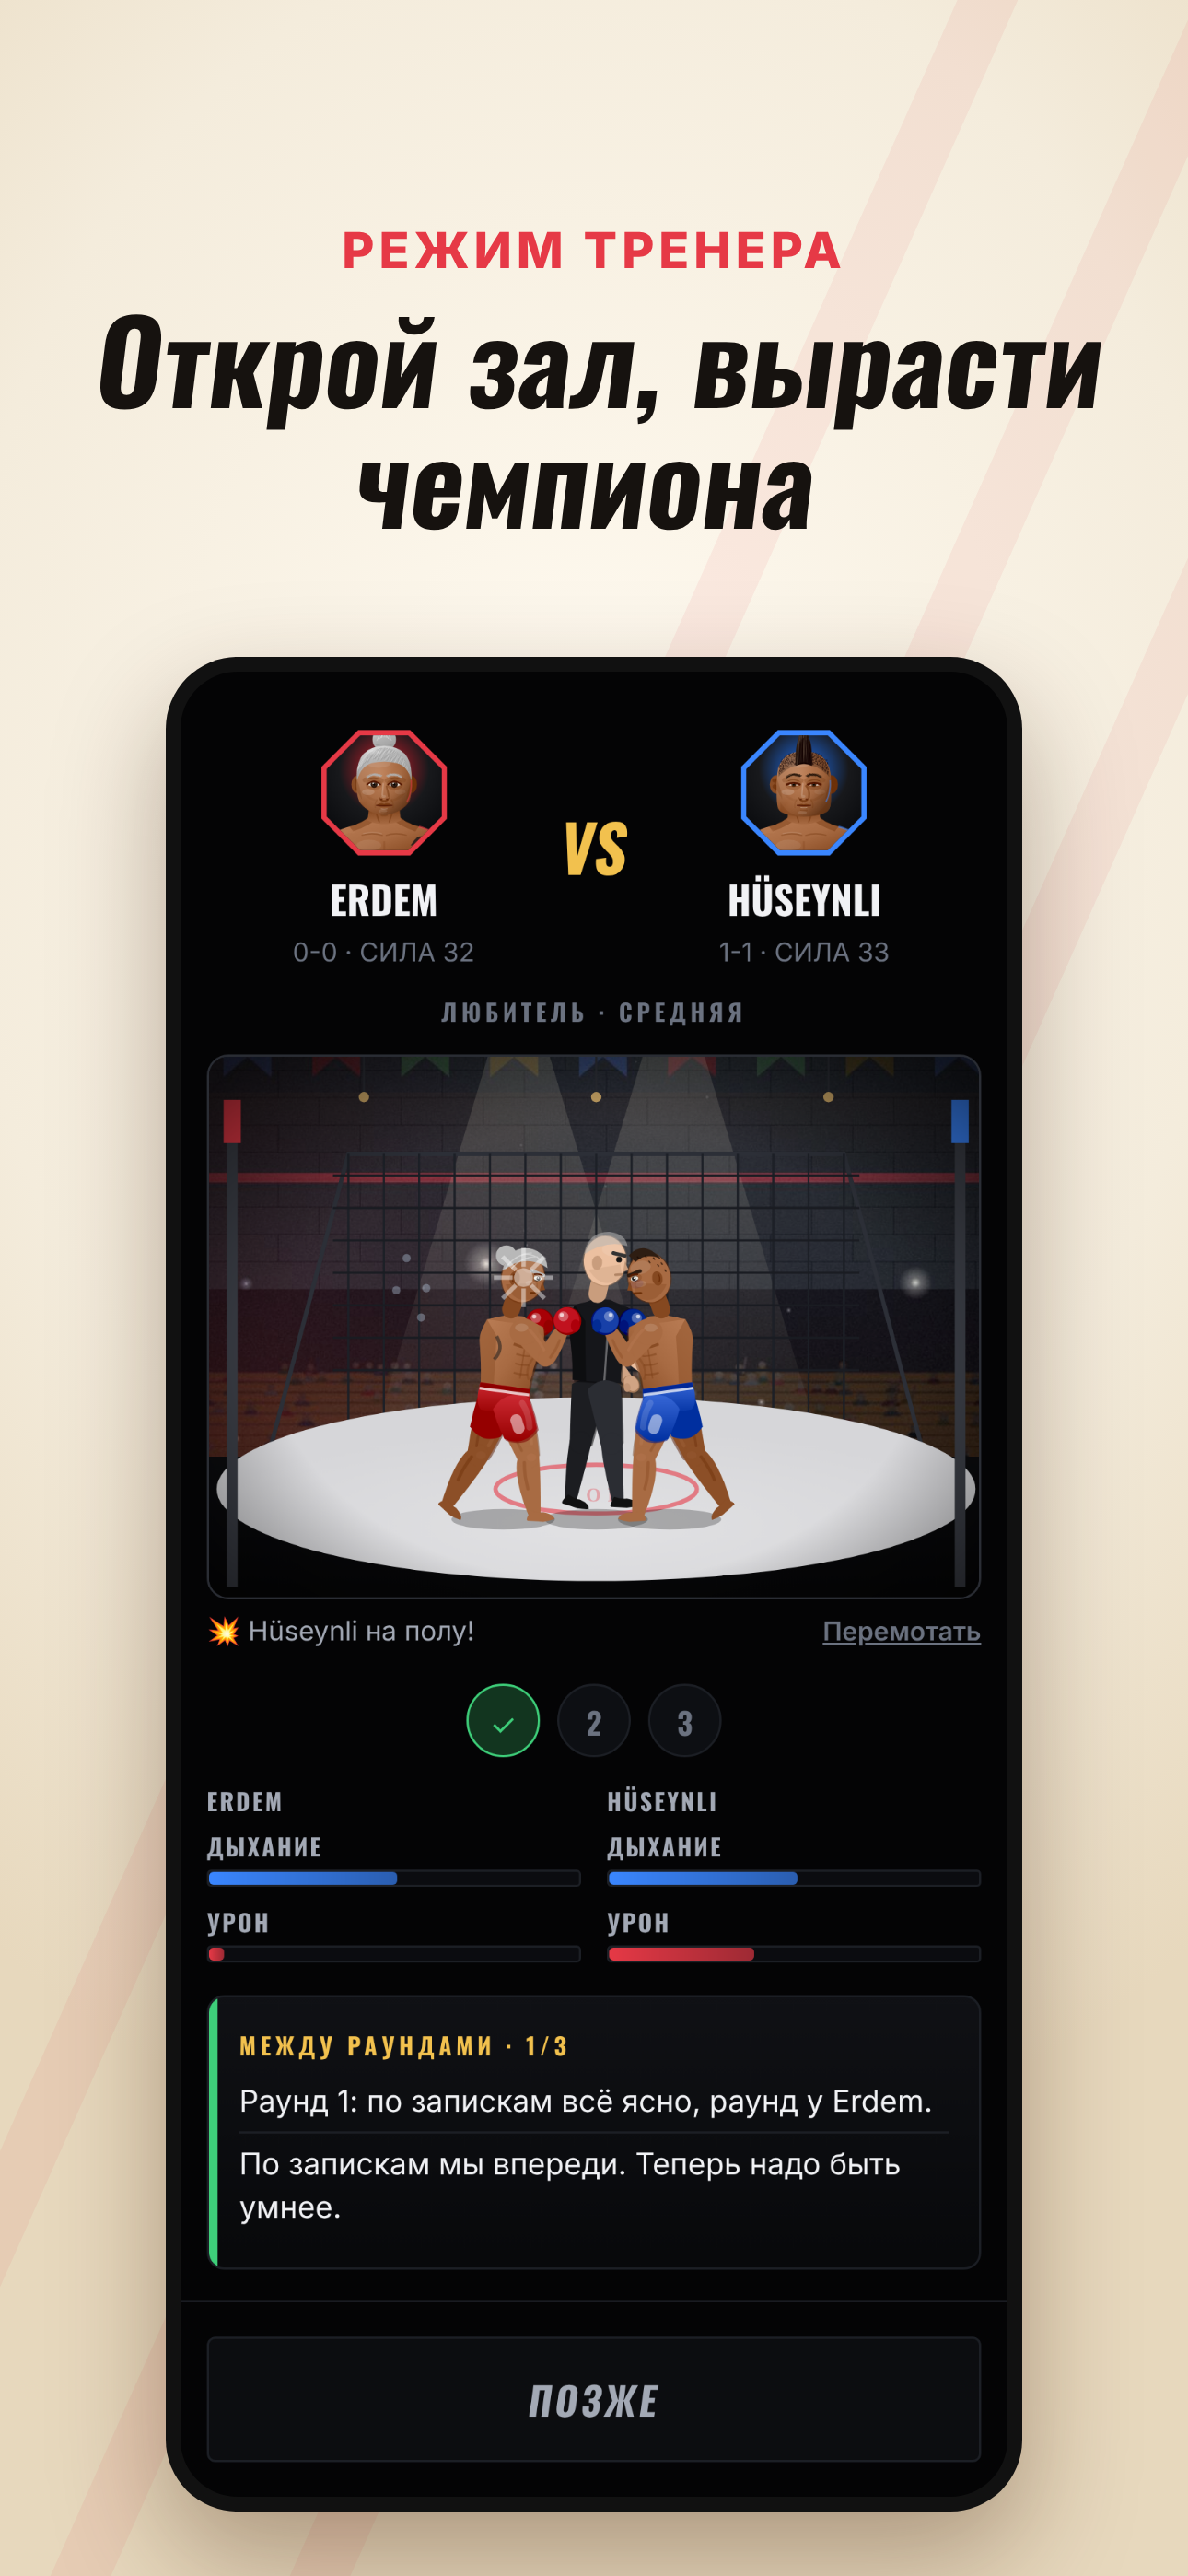 РЕЖИМ ТРЕНЕРА
Открой зал, вырасти
чемпиона
VS
ERDEM
HÜSEYNLI
0-0 · СИЛА 32
1-1 · СИЛА 33
ЛЮБИТЕЛЬ · СРЕДНЯЯ
💥 Hüseynli на полу!
Перемотать
2
3
ERDEM
HÜSEYNLI
ДЫХАНИЕ
ДЫХАНИЕ
УРОН
УРОН
МЕЖДУ РАУНДАМИ · 1/3
Раунд 1: по запискам всё ясно, раунд у Erdem.
По запискам мы впереди. Теперь надо быть
умнее.
ПОЗЖЕ